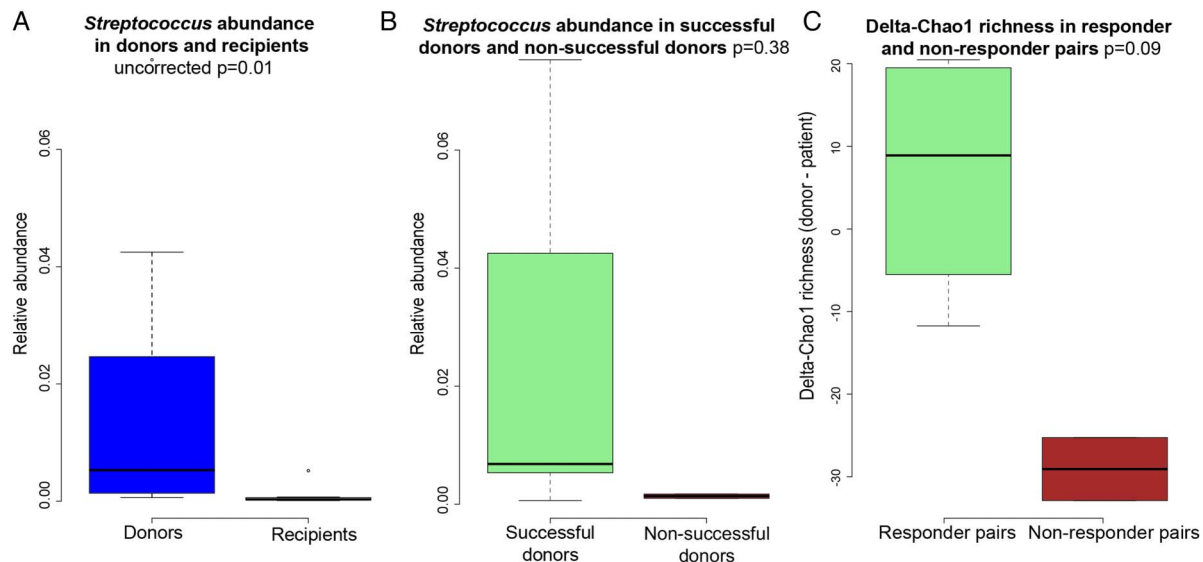 A
Streptococcus abundance
in donors and recipients
uncorrected p=0.01
Relative abundance
0.06
0.04
0.02
0.00
Donors
Recipients
B
Streptococcus abundance in successful
donors and non-successful donors p=0.38
Relative abundance
0.06
0.04
0.02
0.00
Successful
donors
Non-successful
donors
C
Delta-Chao1 richness in responder
and non-responder pairs p=0.09
Delta-Chao1 richness (donor - patient)
20
10
0
-10
-20
-30
Responder pairs
Non-responder pairs